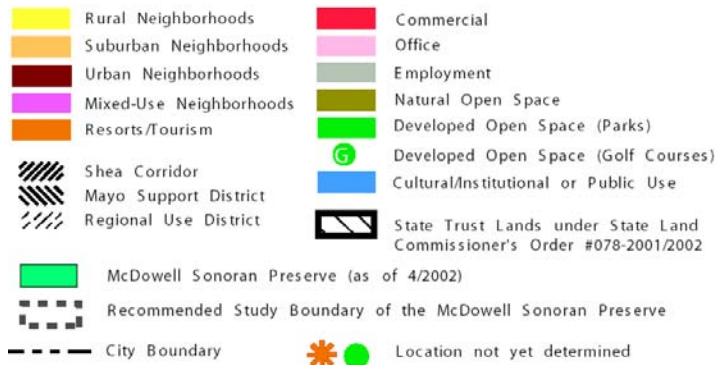 Rural Neighborhoods
Suburban Neighborhoods
Urban Neighborhoods
Mixed-Use Neighborhoods
Resorts/Tourism
Shea Corridor
Mayo Support District
Regional Use District
Commercial
Office
Employment
Natural Open Space
Developed Open Space (Parks)
G Developed Open Space (Golf Courses)
Cultural/Institutional or Public Use
State Trust Lands under State Land
Commissioner's Order #078-2001/2002
McDowell Sonoran Preserve (as of 4/2002)
Recommended Study Boundary of the McDowell Sonoran Preserve
City Boundary
Location not yet determined